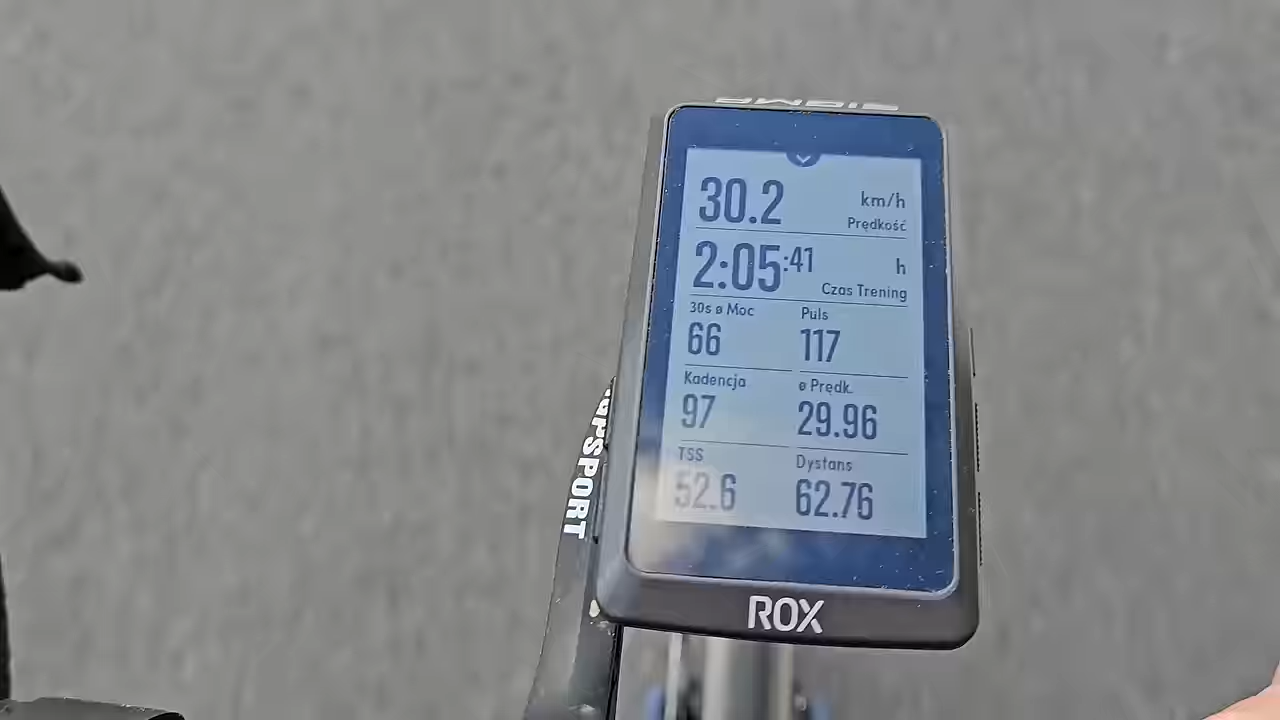 SIGMA
30.2 km/h
Prędkość
2:05:41 h
Czas Trening
30s ø Moc Puls
66 117
Kadencja ø Prędk.
97 29.96
TSS Dystans
52.6 62.76
ROX
SPORT